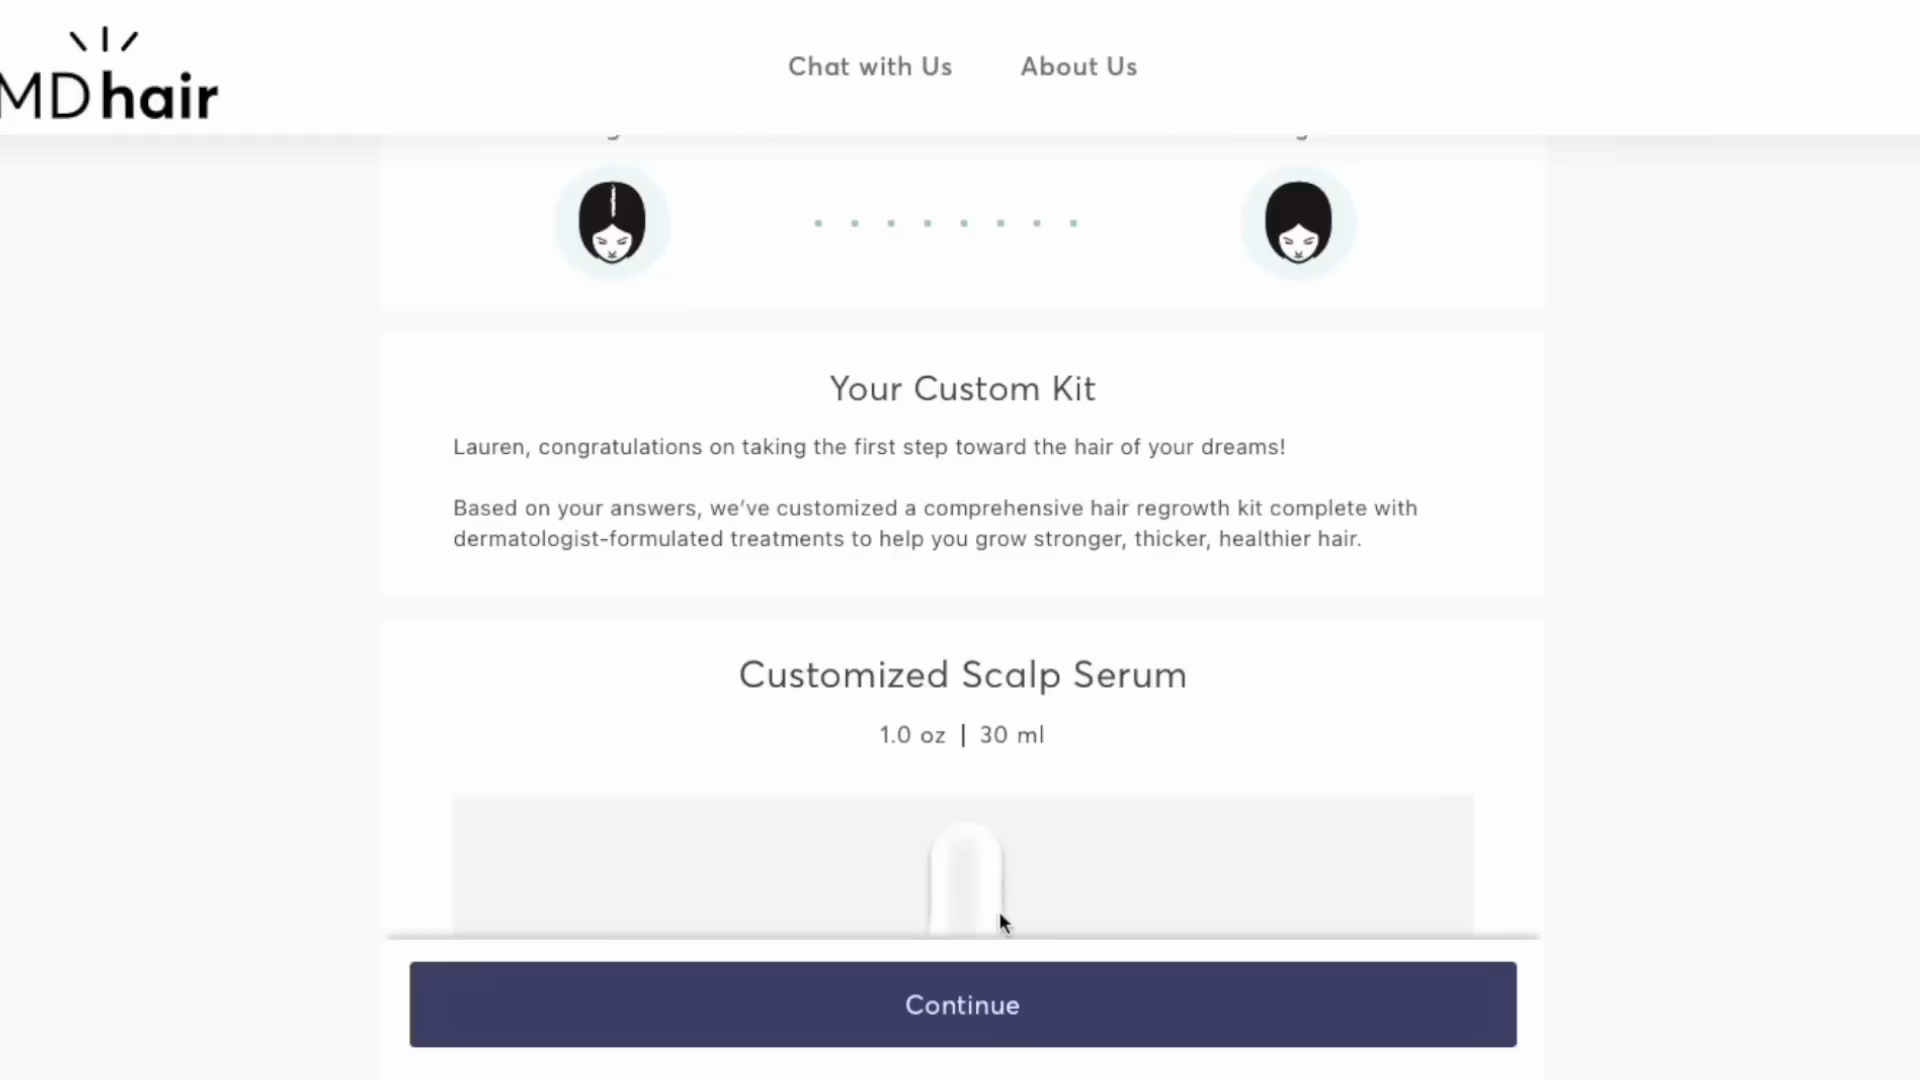 MDhair
Chat with Us
About Us
Your Custom Kit
Lauren, congratulations on taking the first step toward the hair of your dreams!
Based on your answers, we've customized a comprehensive hair regrowth kit complete with
dermatologist-formulated treatments to help you grow stronger, thicker, healthier hair.
Customized Scalp Serum
1.0 oz | 30 ml
Continue